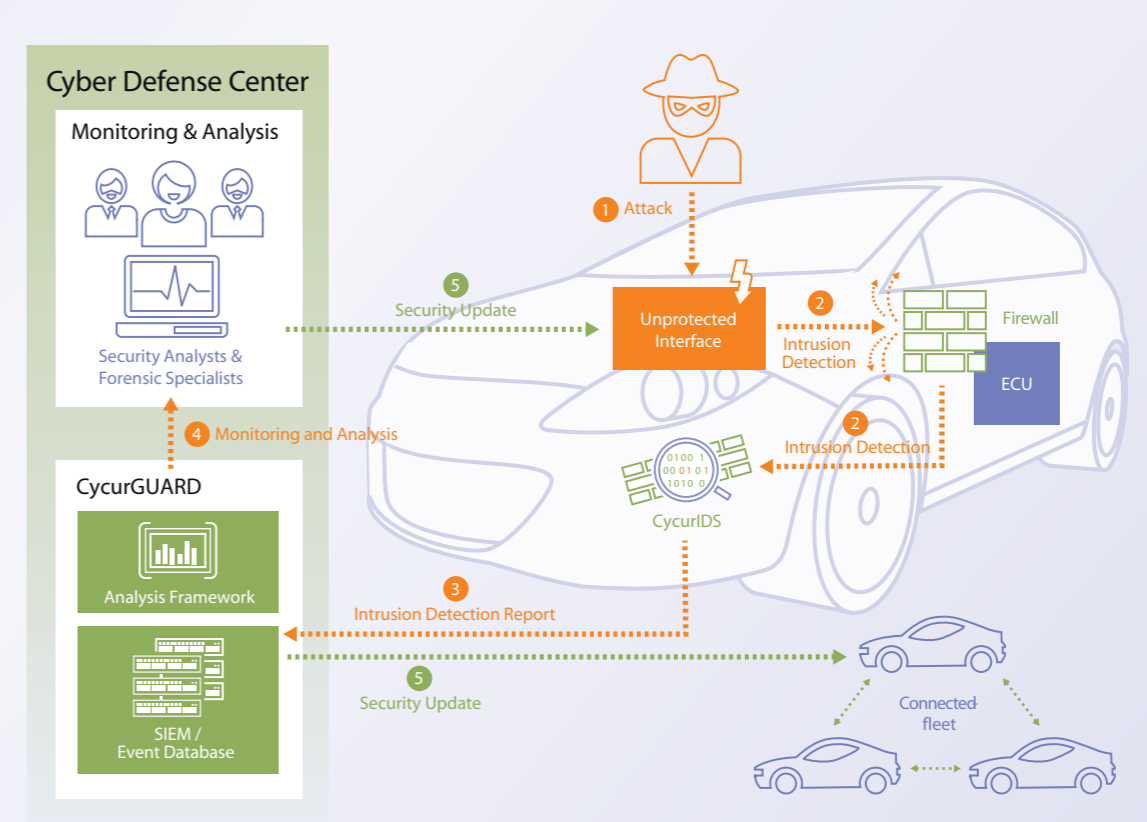 Cyber Defense Center
Monitoring & Analysis
Security Analysts &
Forensic Specialists
4 Monitoring and Analysis
CycurGUARD
Analysis Framework
SIEM /
Event Database
1 Attack
5
Security Update
Unprotected
Interface
2
Intrusion
Detection
Firewall
ECU
2
Intrusion Detection
0100 1
00 01 01
1010 0
CycurIDS
3
Intrusion Detection Report
5
Security Update
Connected
fleet